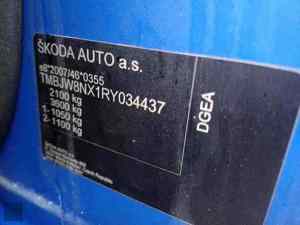 ŠKODA AUTO a.s.
e8*2007/46*0355
TMBJW8NX1RY034437
2100 kg
3600 kg
1- 1050 kg
2- 1100 kg
DGEA